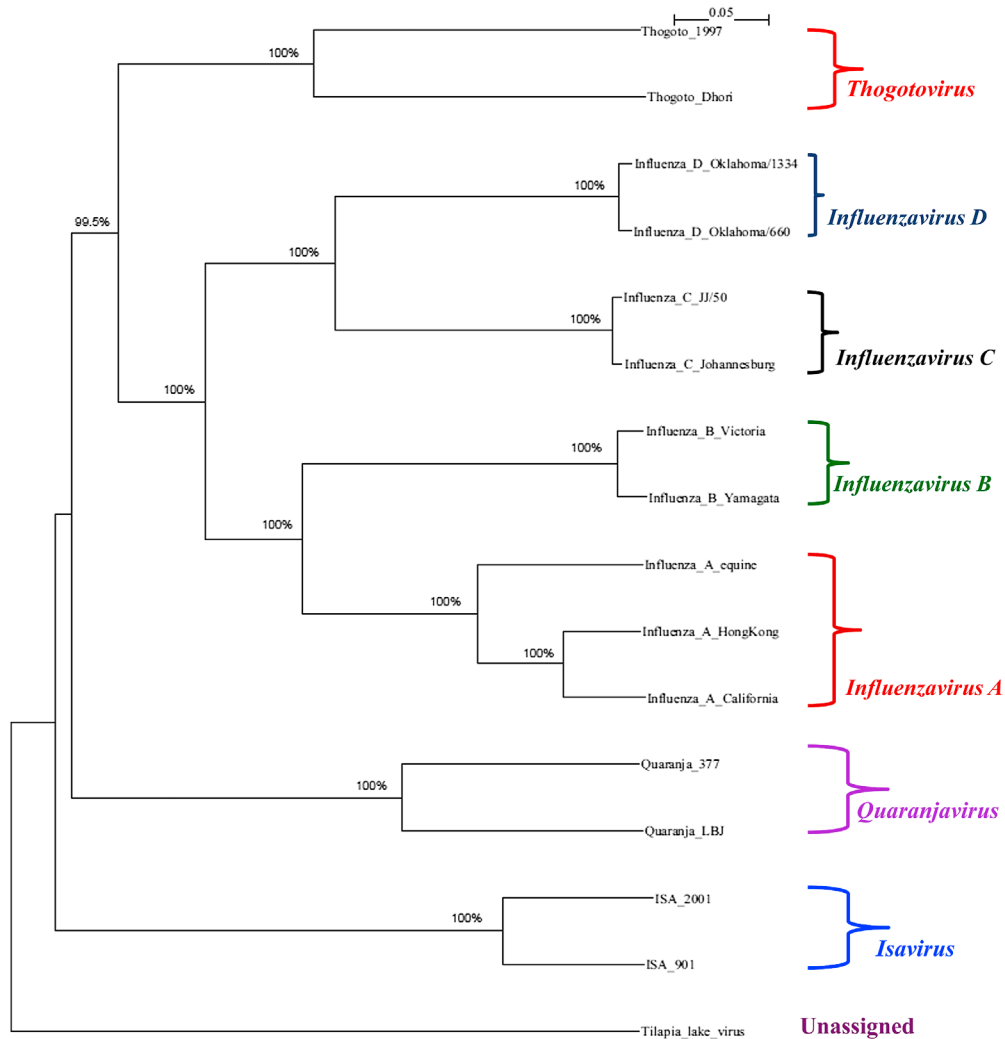 0.05
Thogoto_1997
100%
Thogotovirus
Thogoto_Dhori
Influenza_D_Oklahoma/1334
100%
99.5%
Influenzavirus D
Influenza_D_Oklahoma/660
100%
Influenza_C_JJ/50
100%
Influenzavirus C
Influenza_C_Johannesburg
100%
Influenza_B_Victoria
100%
Influenzavirus B
Influenza_B_Yamagata
100%
Influenza_A_equine
100%
Influenza_A_HongKong
100%
Influenzavirus A
Influenza_A_California
Quaranja_377
100%
Quaranjavirus
Quaranja_LBJ
ISA_2001
100%
Isavirus
ISA_901
Tilapia_lake_virus
Unassigned